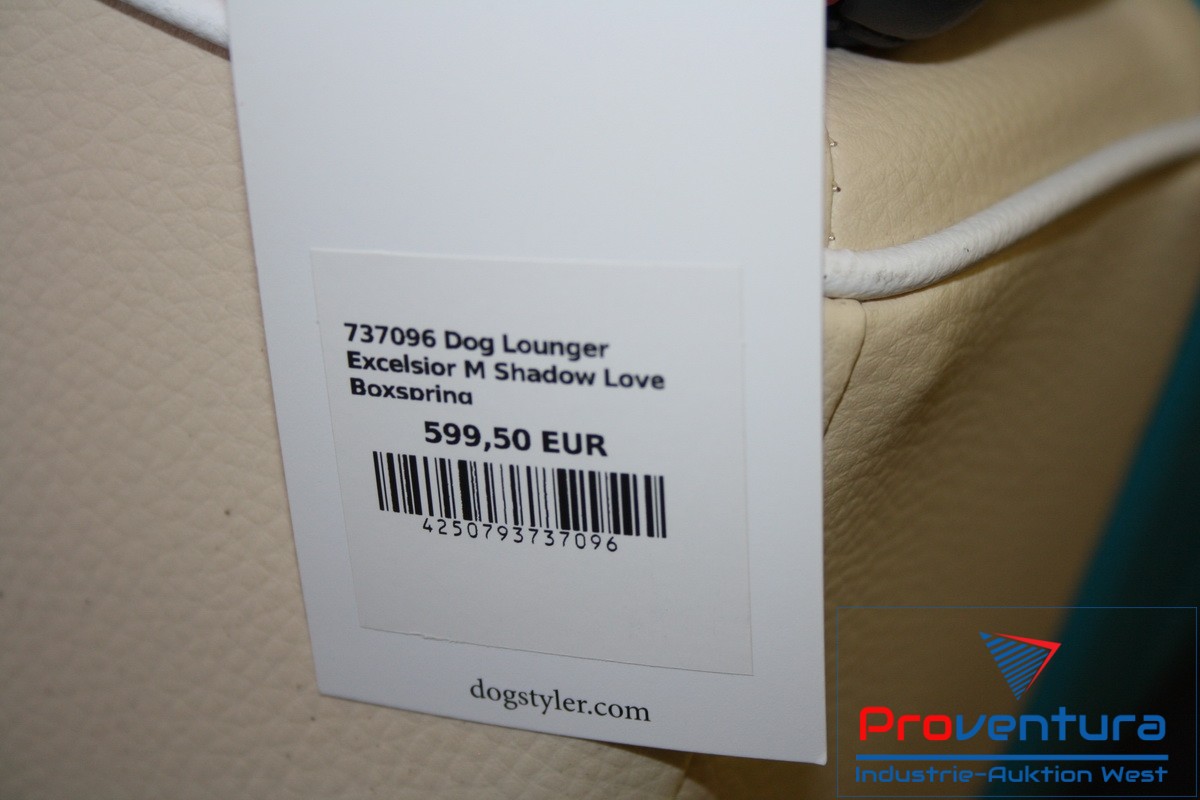 737096 Dog Lounger
Excelsior M Shadow Love
Boxspring
599,50 EUR
4250793737096
dogstyler.com
Proventura
Industrie-Auktion West